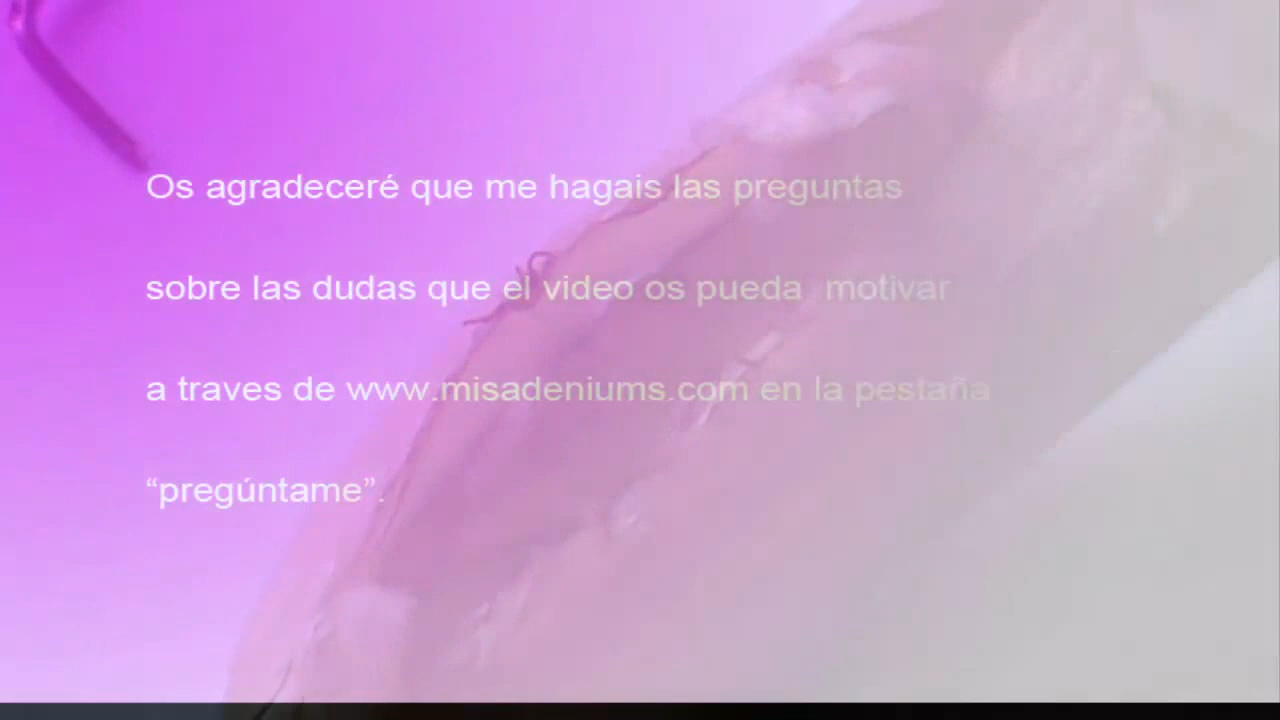 Os agradeceré que me hagais las preguntas
sobre las dudas que el video os pueda  motivar
a traves de www.misadeniums.com en la pestaña
“pregúntame”.